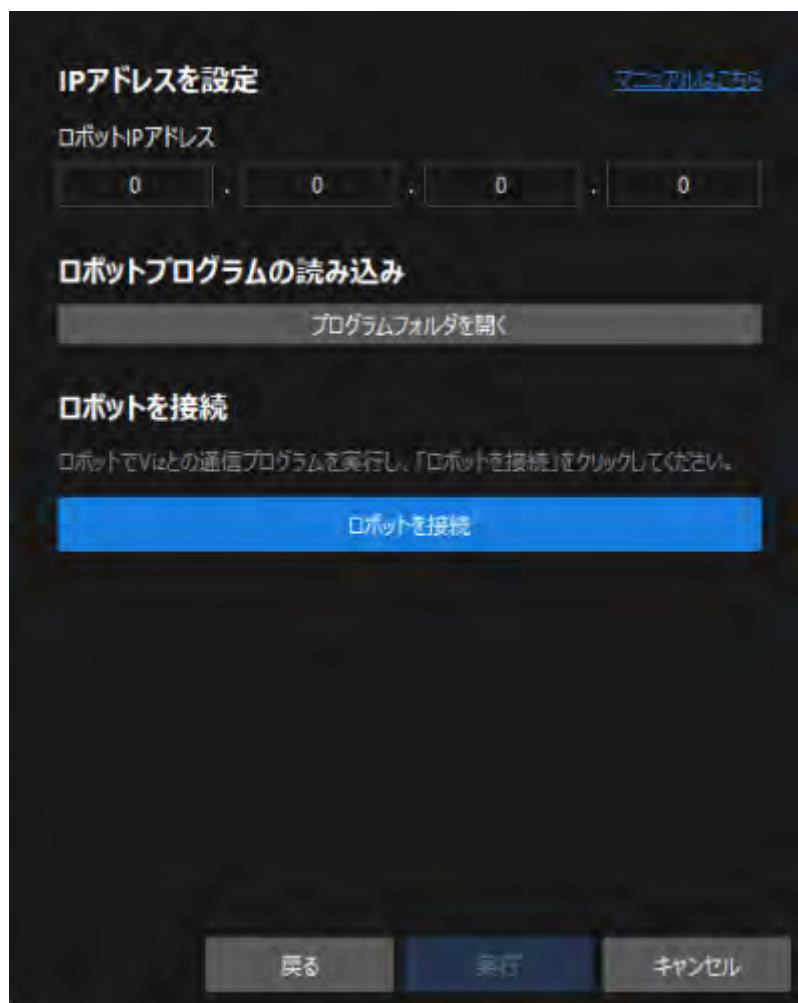 IPアドレスを設定 マニュアルはこちら
ロボットIPアドレス
0 . 0 . 0 . 0
ロボットプログラムの読み込み
プログラムフォルダを開く
ロボットを接続
ロボットでVizとの通信プログラムを実行し、「ロボットを接続」をクリックしてください。
ロボットを接続
戻る 実行 キャンセル